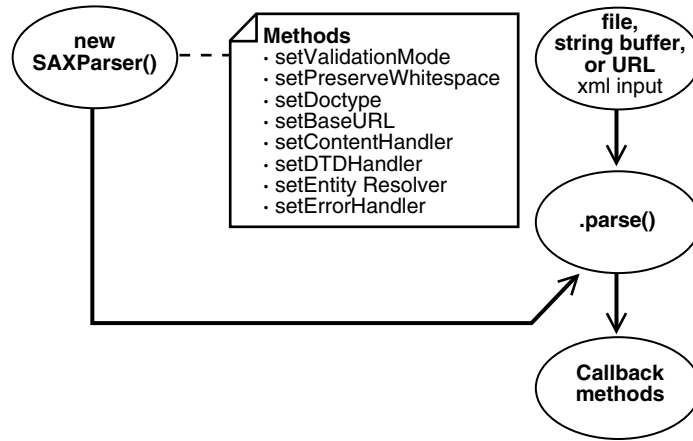 new
SAXParser()
Methods
· setValidationMode
· setPreserveWhitespace
· setDoctype
· setBaseURL
· setContentHandler
· setDTDHandler
· setEntity Resolver
· setErrorHandler
file,
string buffer,
or URL
xml input
.parse()
Callback
methods